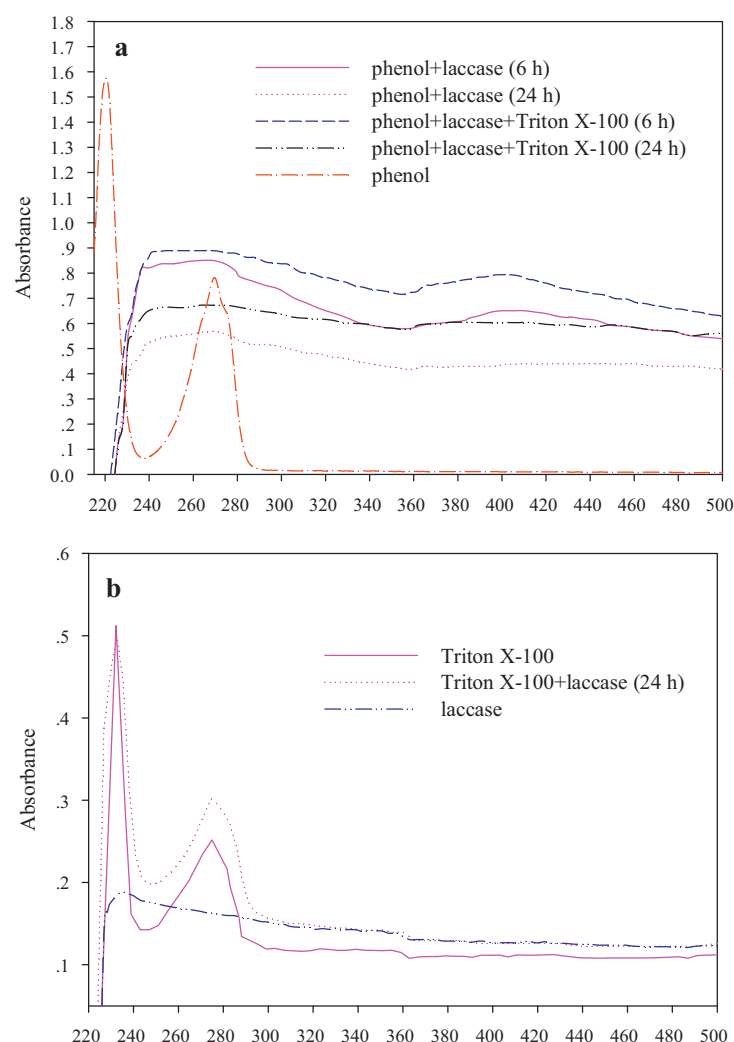 a
1.8
1.7
1.6
1.5
1.4
1.3
1.2
1.1
1.0
.9
.8
.7
.6
.5
.4
.3
.2
.1
0.0
Absorbance
phenol+laccase (6 h)
phenol+laccase (24 h)
phenol+laccase+Triton X-100 (6 h)
phenol+laccase+Triton X-100 (24 h)
phenol
220 240 260 280 300 320 340 360 380 400 420 440 460 480 500
b
.6
.5
.4
.3
.2
.1
Absorbance
Triton X-100
Triton X-100+laccase (24 h)
laccase
220 240 260 280 300 320 340 360 380 400 420 440 460 480 500